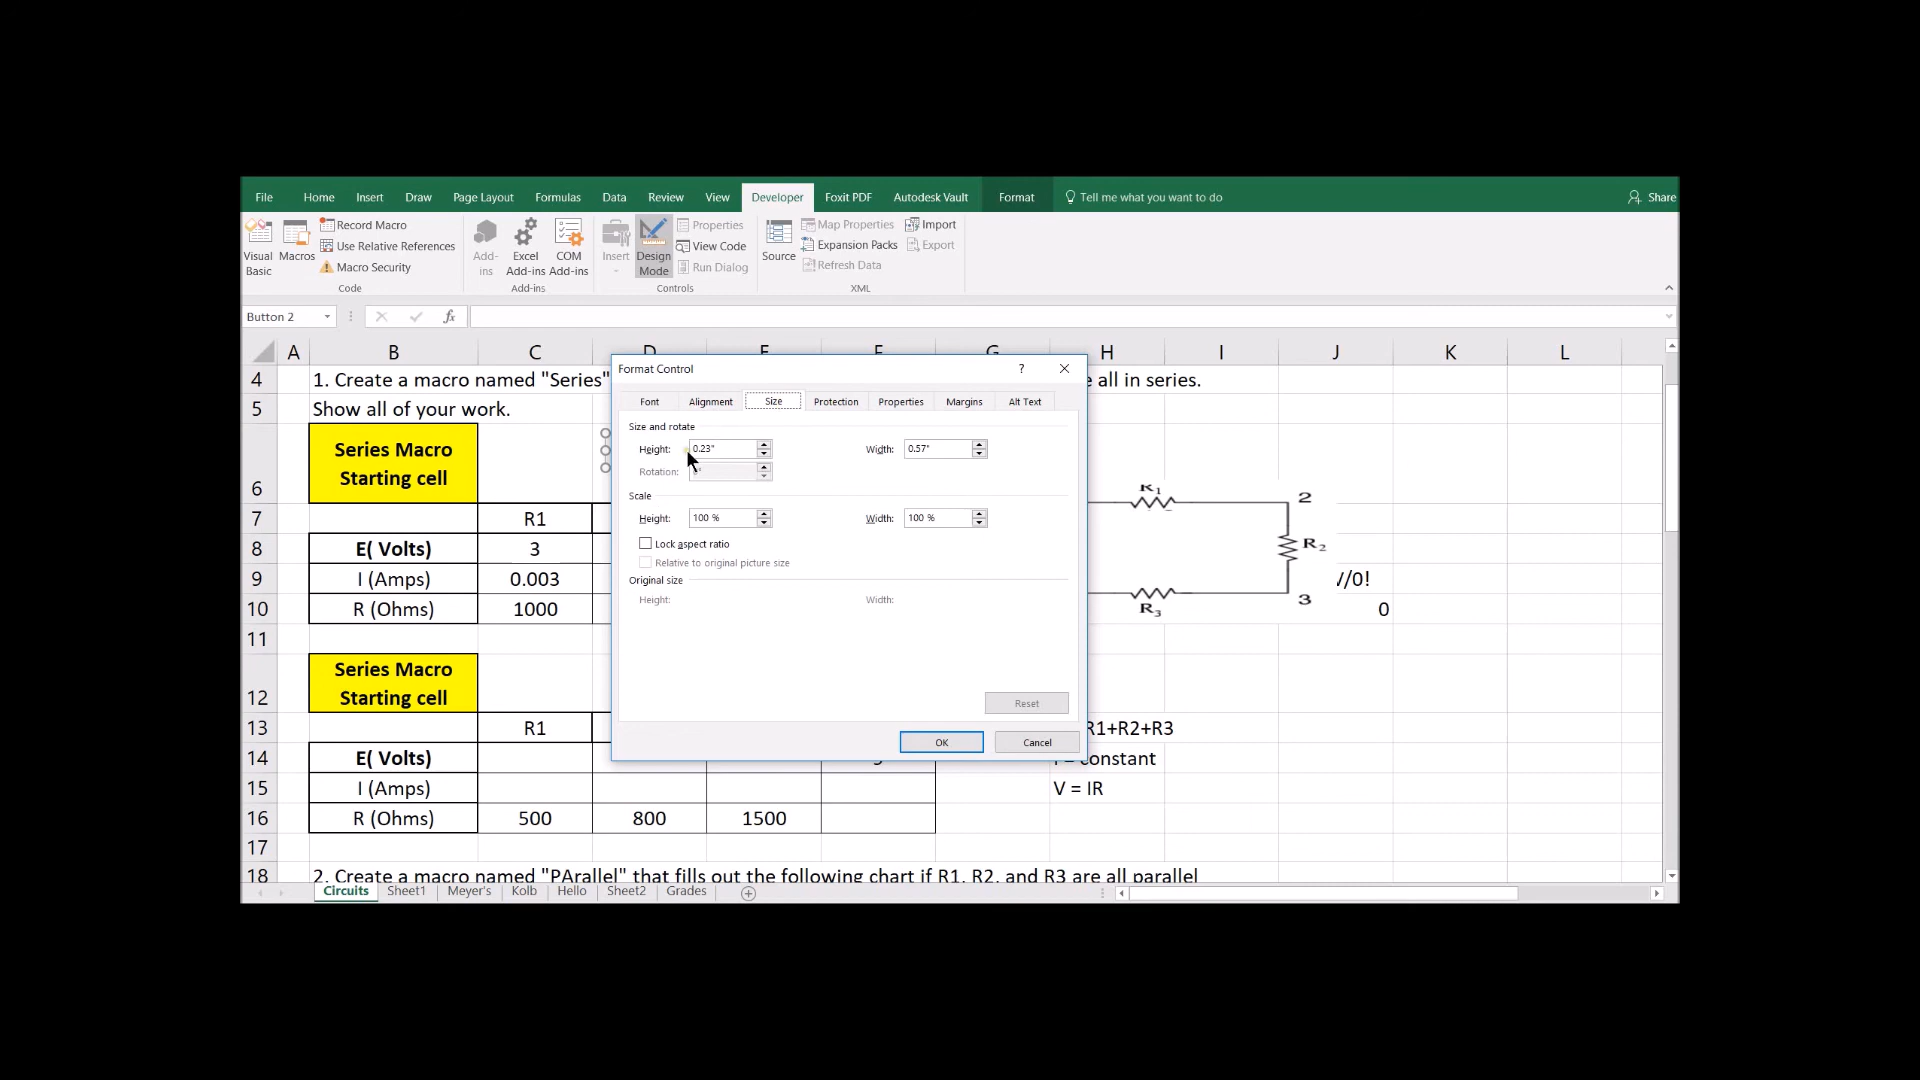 File Home Insert Draw Page Layout Formulas Data Review View Developer Foxit PDF Autodesk Vault Format Tell me what you want to do Share
Visual Basic
Macros
Record Macro
Use Relative References
Macro Security
Code
Add-ins
Excel Add-ins
COM Add-ins
Add-ins
Insert
Design Mode
Properties
View Code
Run Dialog
Controls
Source
Map Properties
Expansion Packs
Refresh Data
Import
Export
XML
Button 2
fx
A B C D E F G H I J K L
4 1. Create a macro named "Series" all in series.
5 Show all of your work.
6 Series Macro
Starting cell
7 R1
8 E( Volts) 3
9 I (Amps) 0.003
10 R (Ohms) 1000 0
11
12 Series Macro
Starting cell
13 R1 R1+R2+R3
14 E( Volts) constant
15 I (Amps) V = IR
16 R (Ohms) 500 800 1500
17
18 2. Create a macro named "PArallel" that fills out the following chart if R1, R2, and R3 are all parallel
R1
2
R2
V/0!
3
R3
Format Control
?
Font Alignment Size Protection Properties Margins Alt Text
Size and rotate
Height: 0.23" Width: 0.57"
Rotation:
Scale
Height: 100 % Width: 100 %
Lock aspect ratio
Relative to original picture size
Original size
Height: Width:
Reset
OK Cancel
Circuits Sheet1 Meyer's Kolb Hello Sheet2 Grades